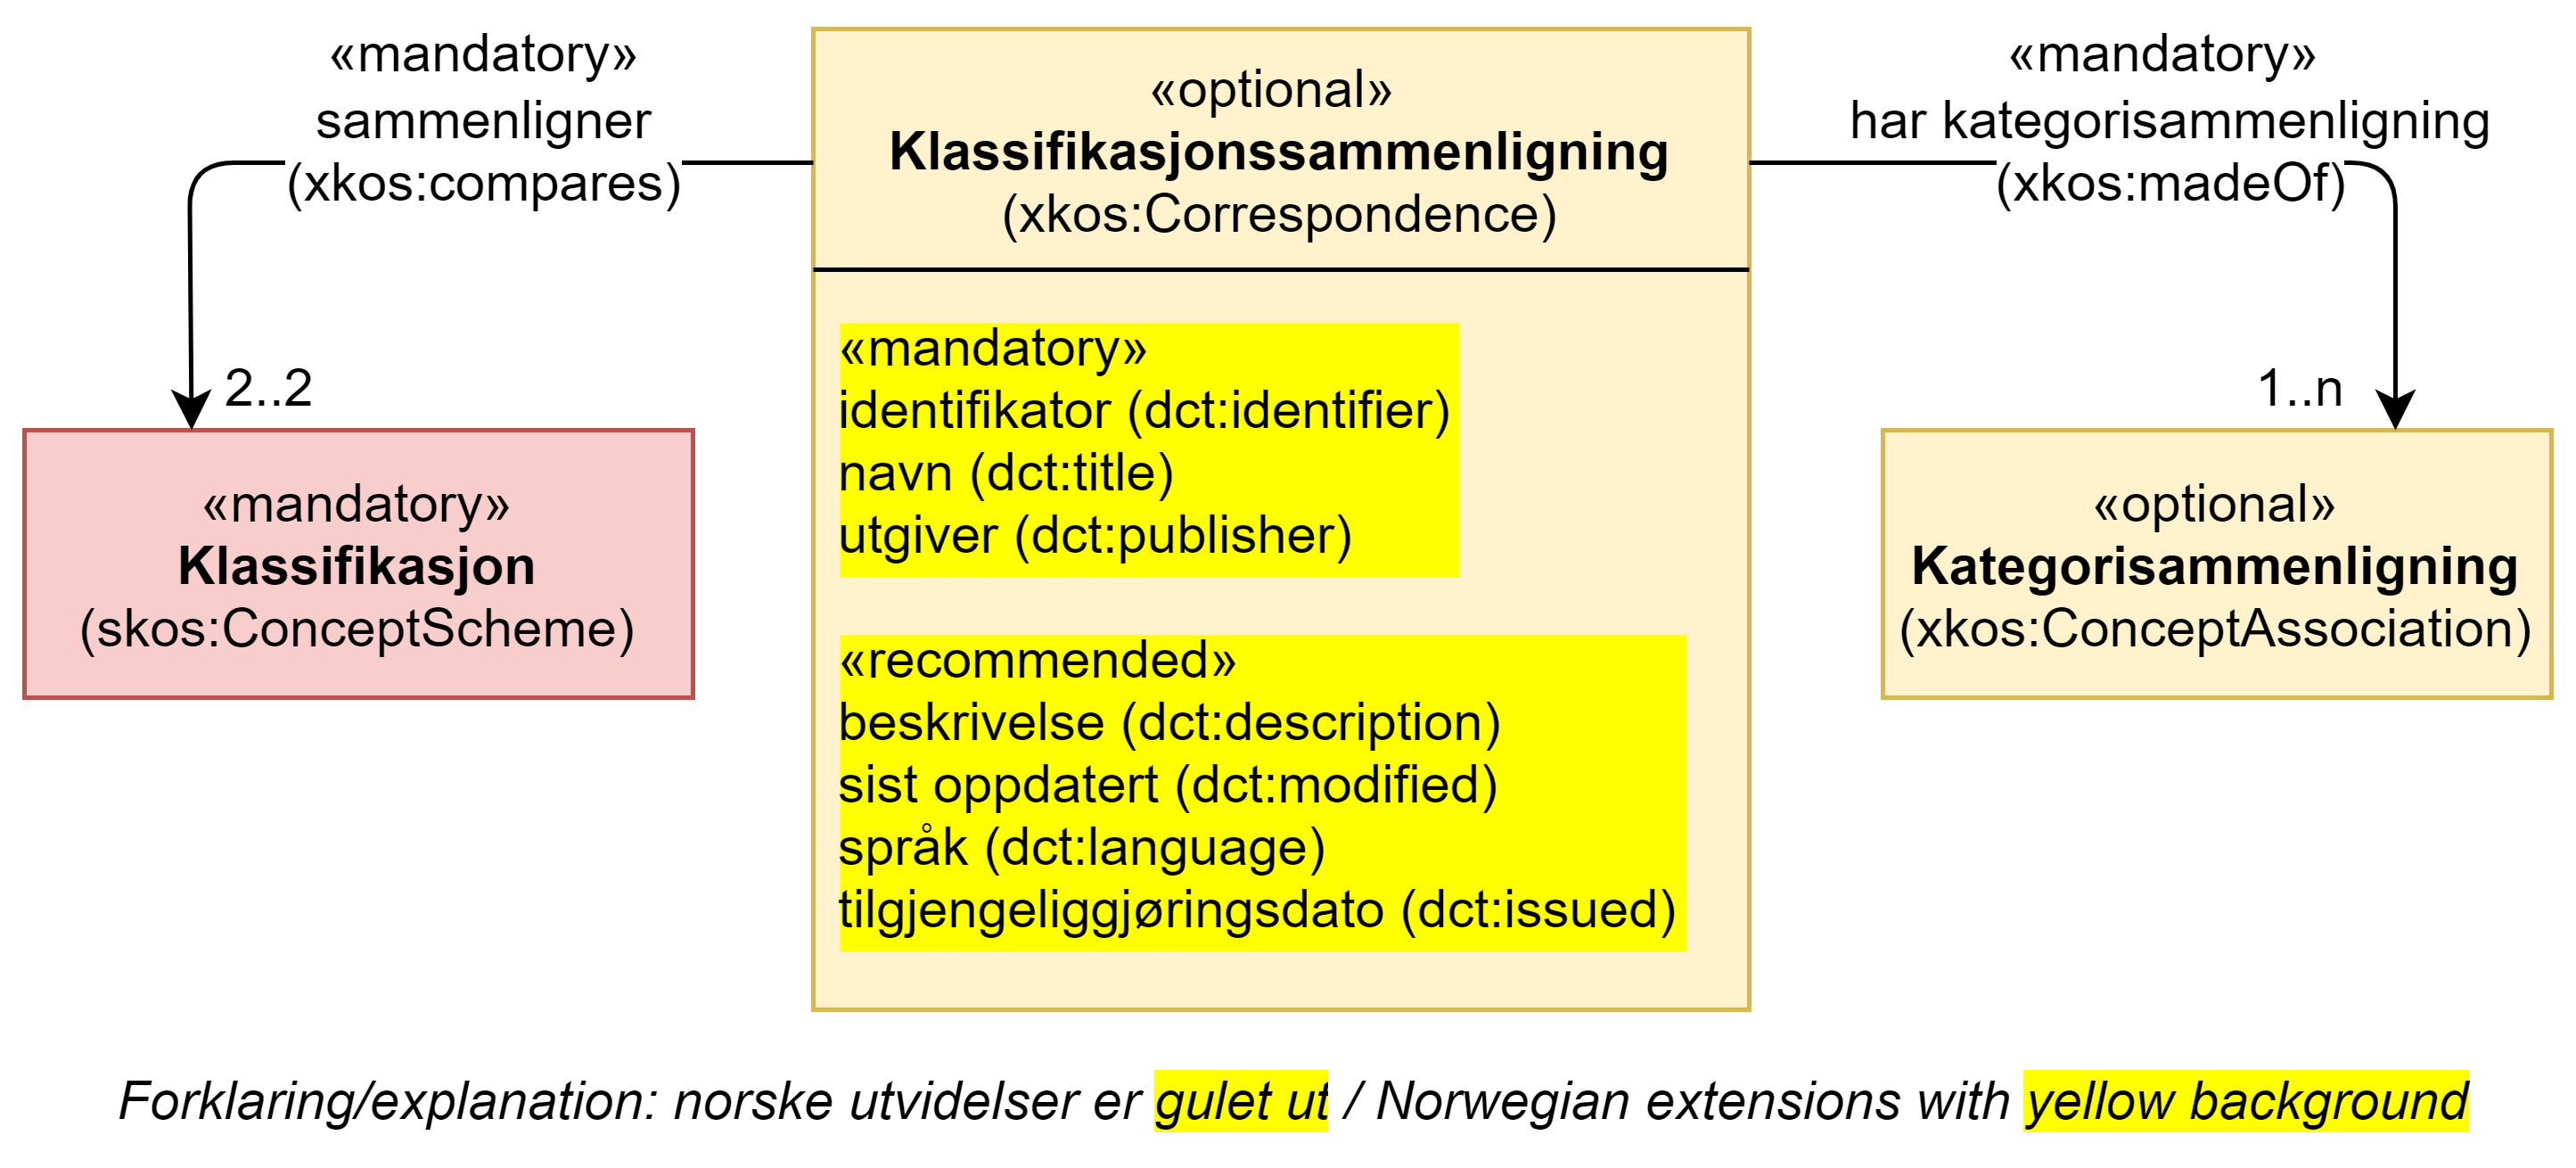 «mandatory»
sammenligner
(xkos:compares)
2..2
«mandatory»
Klassifikasjon
(skos:ConceptScheme)
«optional»
Klassifikasjonssammenligning
(xkos:Correspondence)
«mandatory»
identifikator (dct:identifier)
navn (dct:title)
utgiver (dct:publisher)
«recommended»
beskrivelse (dct:description)
sist oppdatert (dct:modified)
språk (dct:language)
tilgjengeliggjøringsdato (dct:issued)
«mandatory»
har kategorisammenligning
(xkos:madeOf)
1..n
«optional»
Kategorisammenligning
(xkos:ConceptAssociation)
Forklaring/explanation: norske utvidelser er gulet ut / Norwegian extensions with yellow background